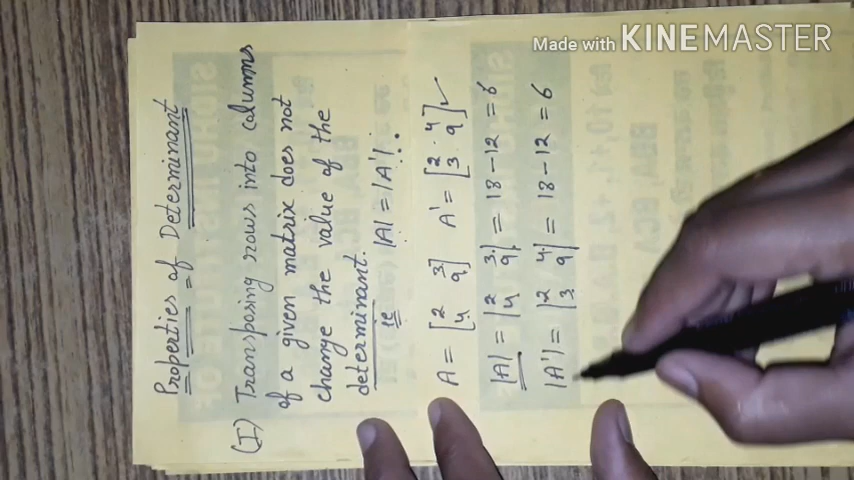 Made with KINEMASTER
Properties of Determinant
(I) Transposing rows into columns
of a given matrix does not
change the value of the
determinant.
ie |A| = |A'|.
A = [2 3 4 9] A' = [2 4 3 9] ✓
|A| = |2 3 4 9| = 18 - 12 = 6
|A'| = |2 4 3 9| = 18 - 12 = 6